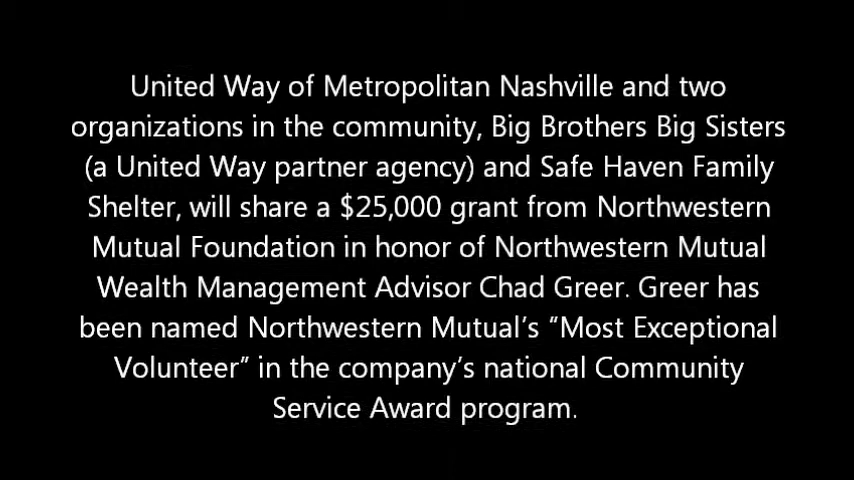 United Way of Metropolitan Nashville and two
organizations in the community, Big Brothers Big Sisters
(a United Way partner agency) and Safe Haven Family
Shelter, will share a $25,000 grant from Northwestern
Mutual Foundation in honor of Northwestern Mutual
Wealth Management Advisor Chad Greer. Greer has
been named Northwestern Mutual’s “Most Exceptional
Volunteer” in the company’s national Community
Service Award program.